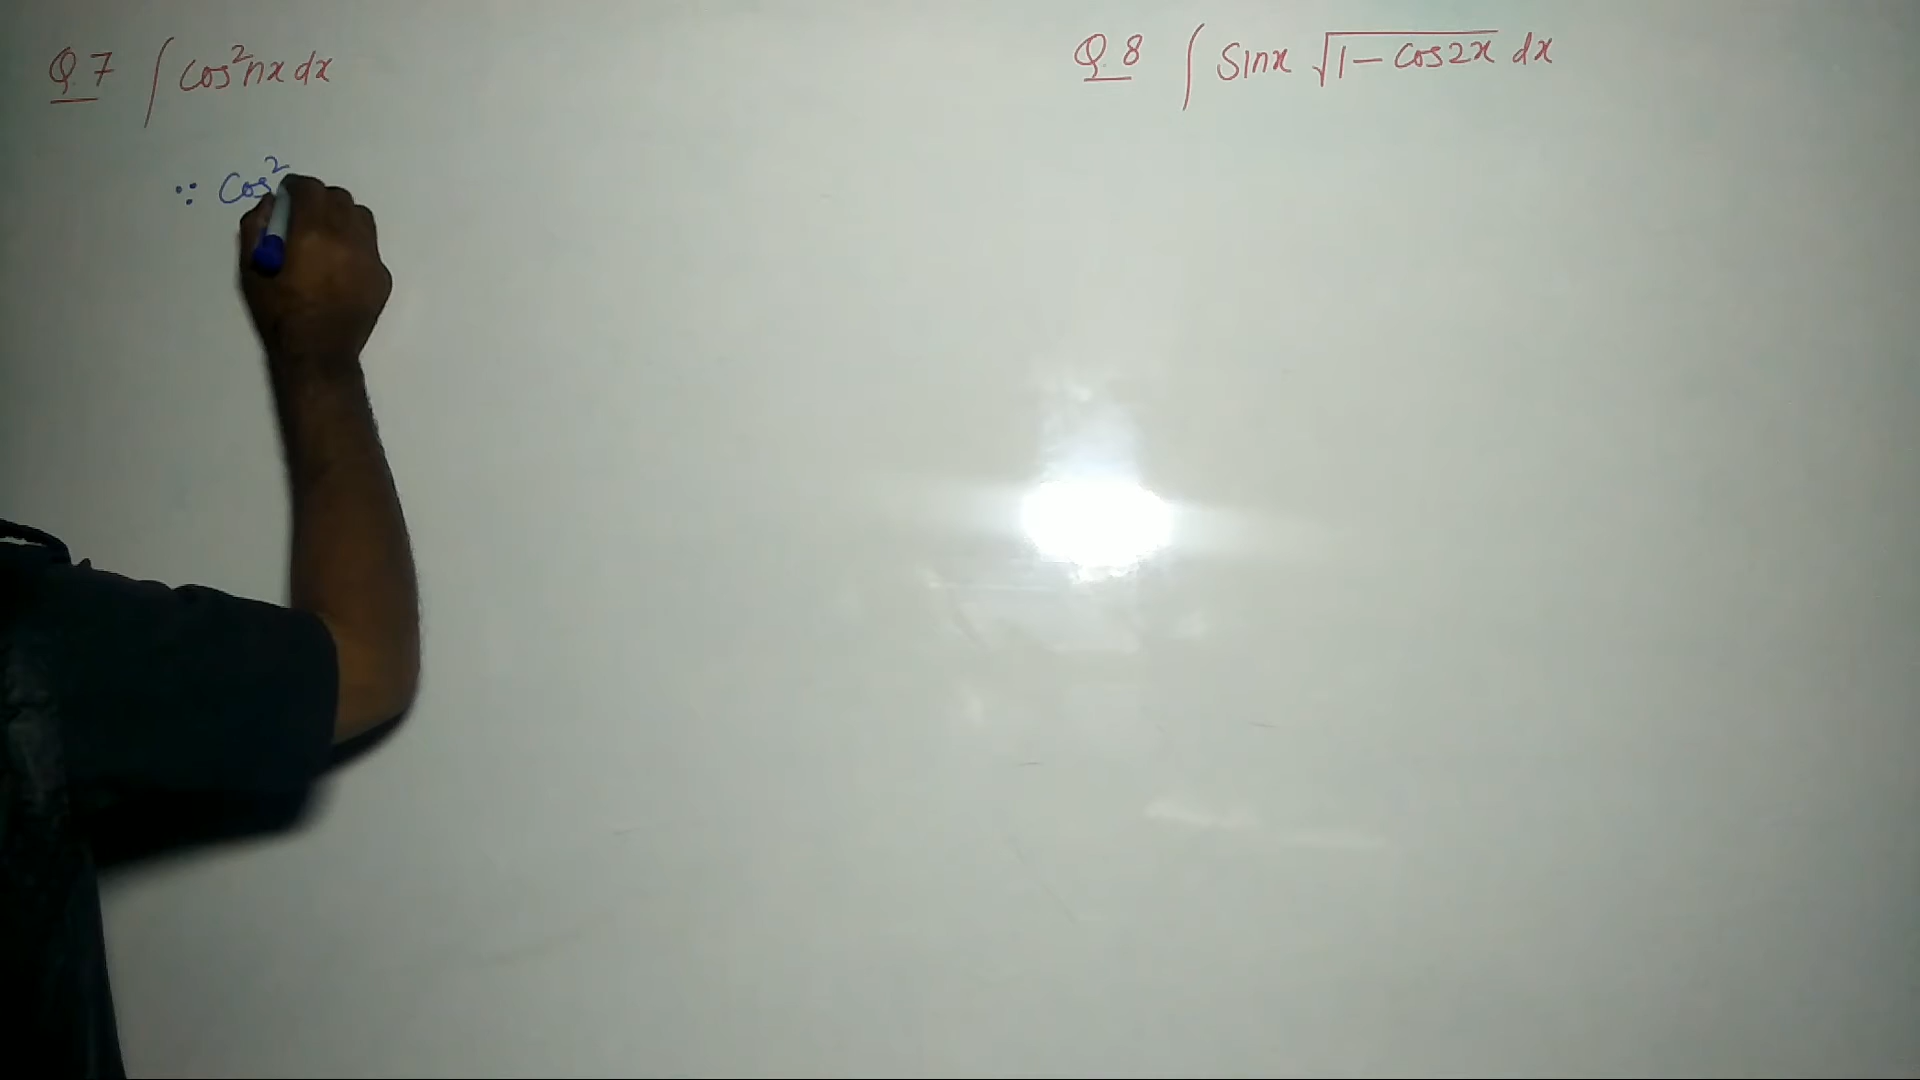 Q.7 ∫ Cos²nx dx
∵ Cos²
Q.8 ∫ Sinx √(1 - Cos2x) dx